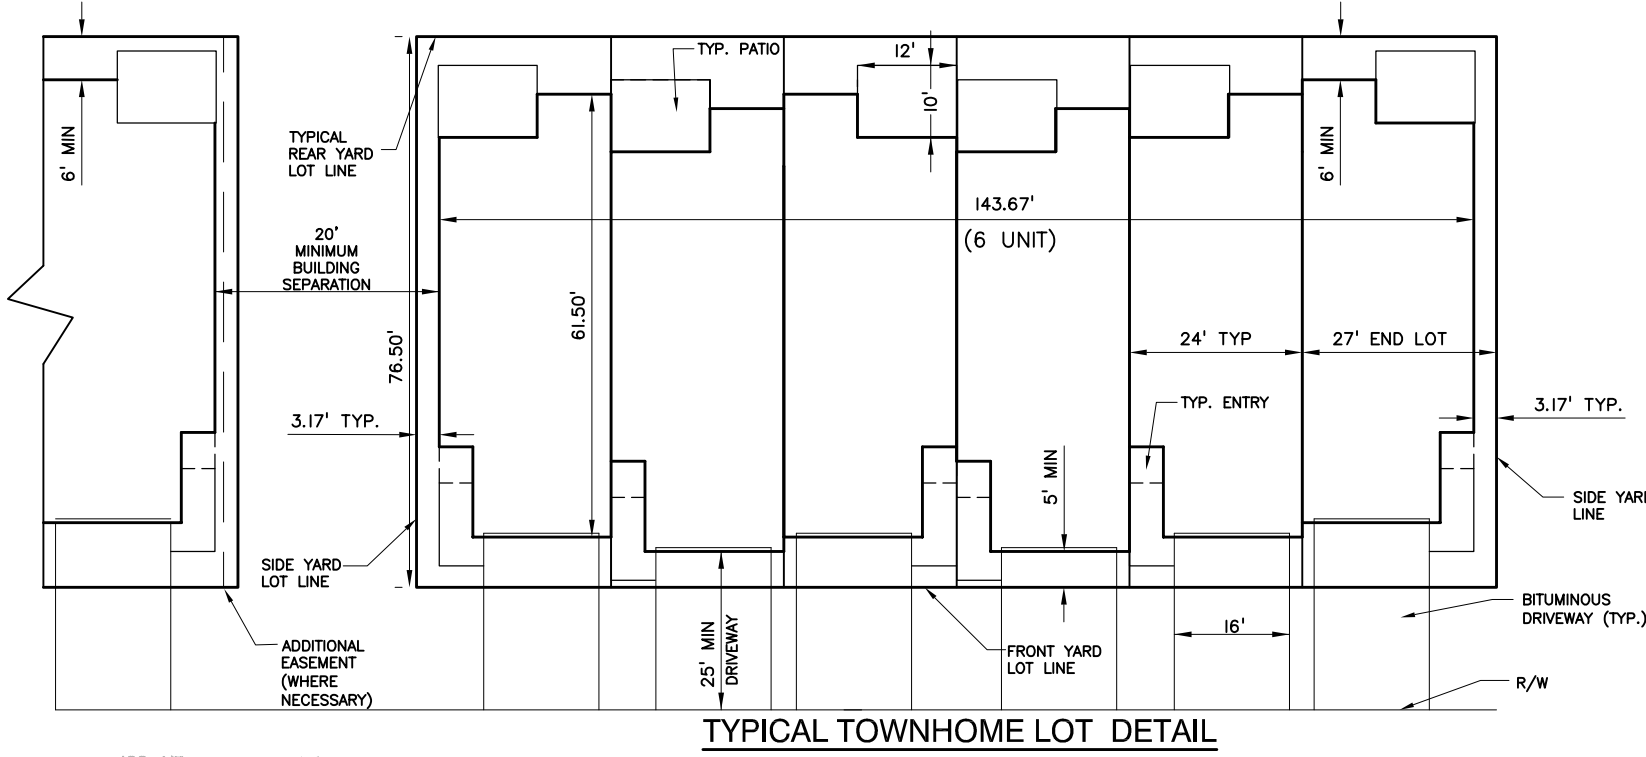 TYP. PATIO
12'
10'
6' MIN
TYPICAL
REAR YARD
LOT LINE
6' MIN
143.67'
(6 UNIT)
20'
MINIMUM
BUILDING
SEPARATION
61.50'
76.50'
24' TYP
27' END LOT
3.17' TYP.
TYP. ENTRY
3.17' TYP.
5' MIN
SIDE YARD
LINE
SIDE YARD
LOT LINE
BITUMINOUS
DRIVEWAY (TYP.)
16'
25' MIN
DRIVEWAY
FRONT YARD
LOT LINE
ADDITIONAL
EASEMENT
(WHERE
NECESSARY)
R/W
TYPICAL TOWNHOME LOT DETAIL